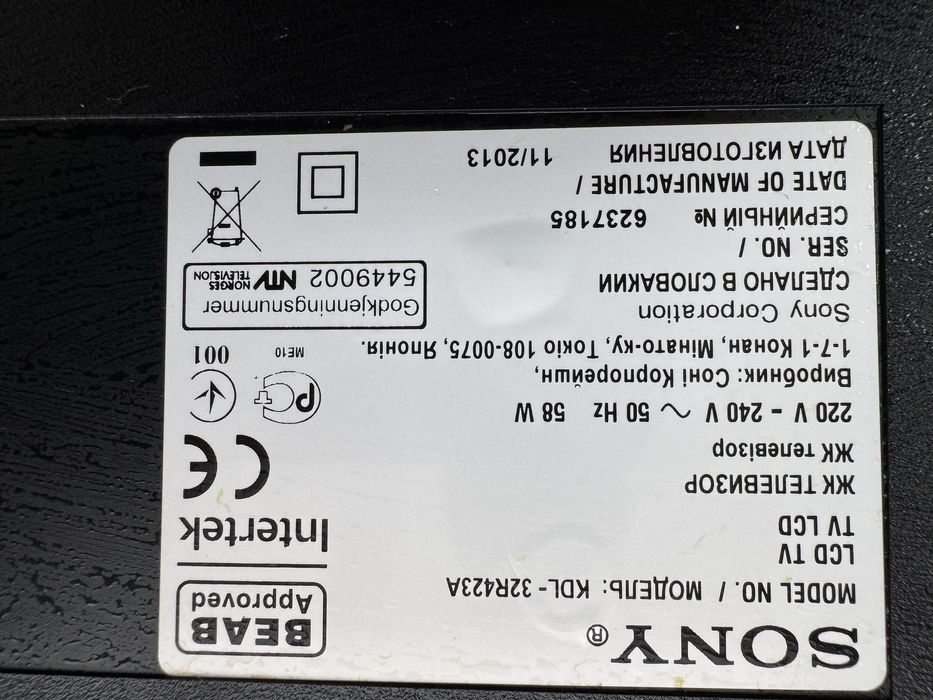 SONY®
MODEL NO. / МОДЕЛЬ: KDL-32R423A
LCD TV
TV LCD
ЖК ТЕЛЕВИЗОР
ЖК телевізор
220 V - 240 V ~ 50 Hz 58 W
Виробник: Соні Корпорейшн,
1-7-1 Конан, Мінато-ку, Токіо 108-0075, Японія.
Sony Corporation
СДЕЛАНО В СЛОВАКИИ
SER. NO. /
СЕРИЙНЫЙ № 6237185
DATE OF MANUFACTURE /
ДАТА ИЗГОТОВЛЕНИЯ 11/2013
BEAB
Approved
Intertek
CE
PCT
ME10
001
Godkjenningsnummer
5449002 NTV NORGES TELEVISJON